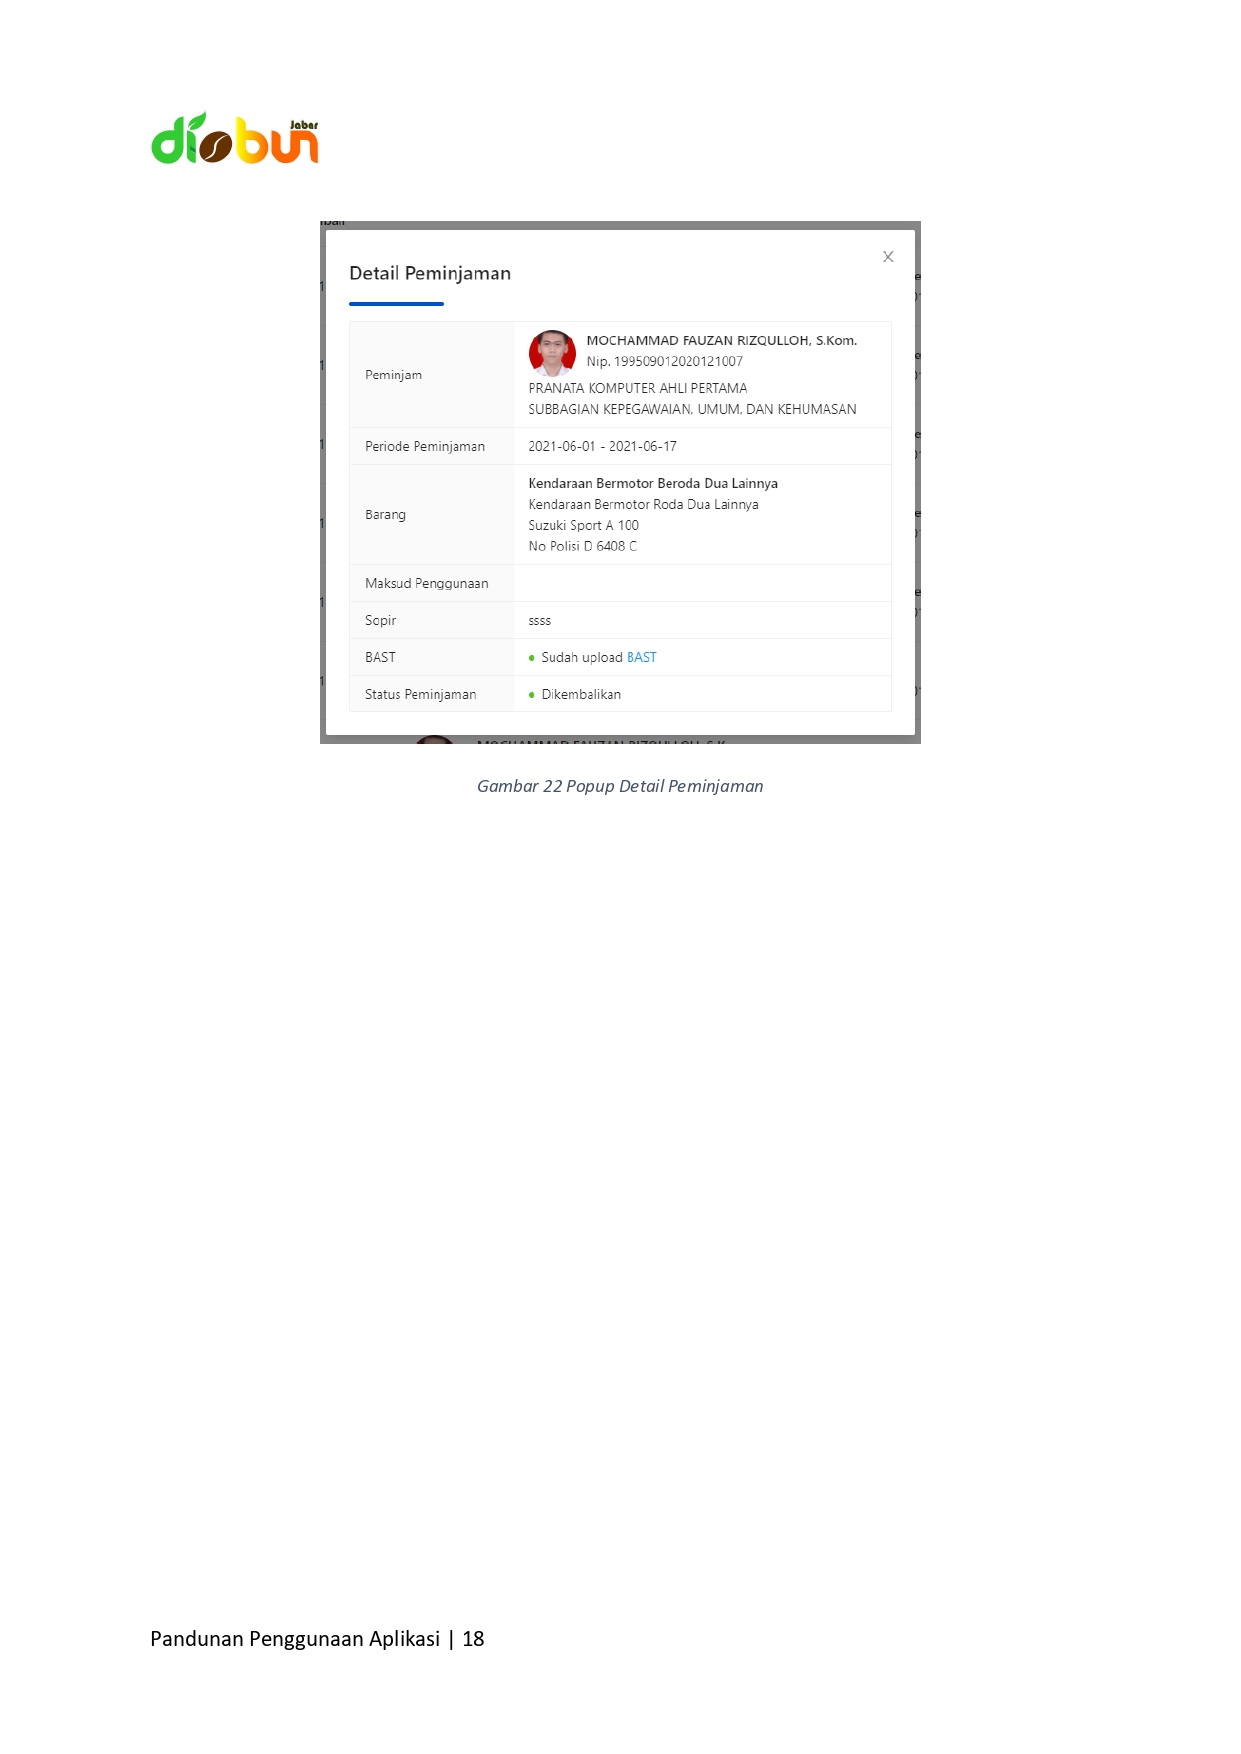 disbun
Jabar
Detail Peminjaman
X
Peminjam
MOCHAMMAD FAUZAN RIZQULLOH, S.Kom.
Nip. 199509012020121007
PRANATA KOMPUTER AHLI PERTAMA
SUBBAGIAN KEPEGAWAIAN, UMUM, DAN KEHUMASAN
Periode Peminjaman
2021-06-01 - 2021-06-17
Barang
Kendaraan Bermotor Beroda Dua Lainnya
Kendaraan Bermotor Roda Dua Lainnya
Suzuki Sport A 100
No Polisi D 6408 C
Maksud Penggunaan
Sopir
ssss
BAST
Sudah upload BAST
Status Peminjaman
Dikembalikan
Gambar 22 Popup Detail Peminjaman
Pandunan Penggunaan Aplikasi | 18